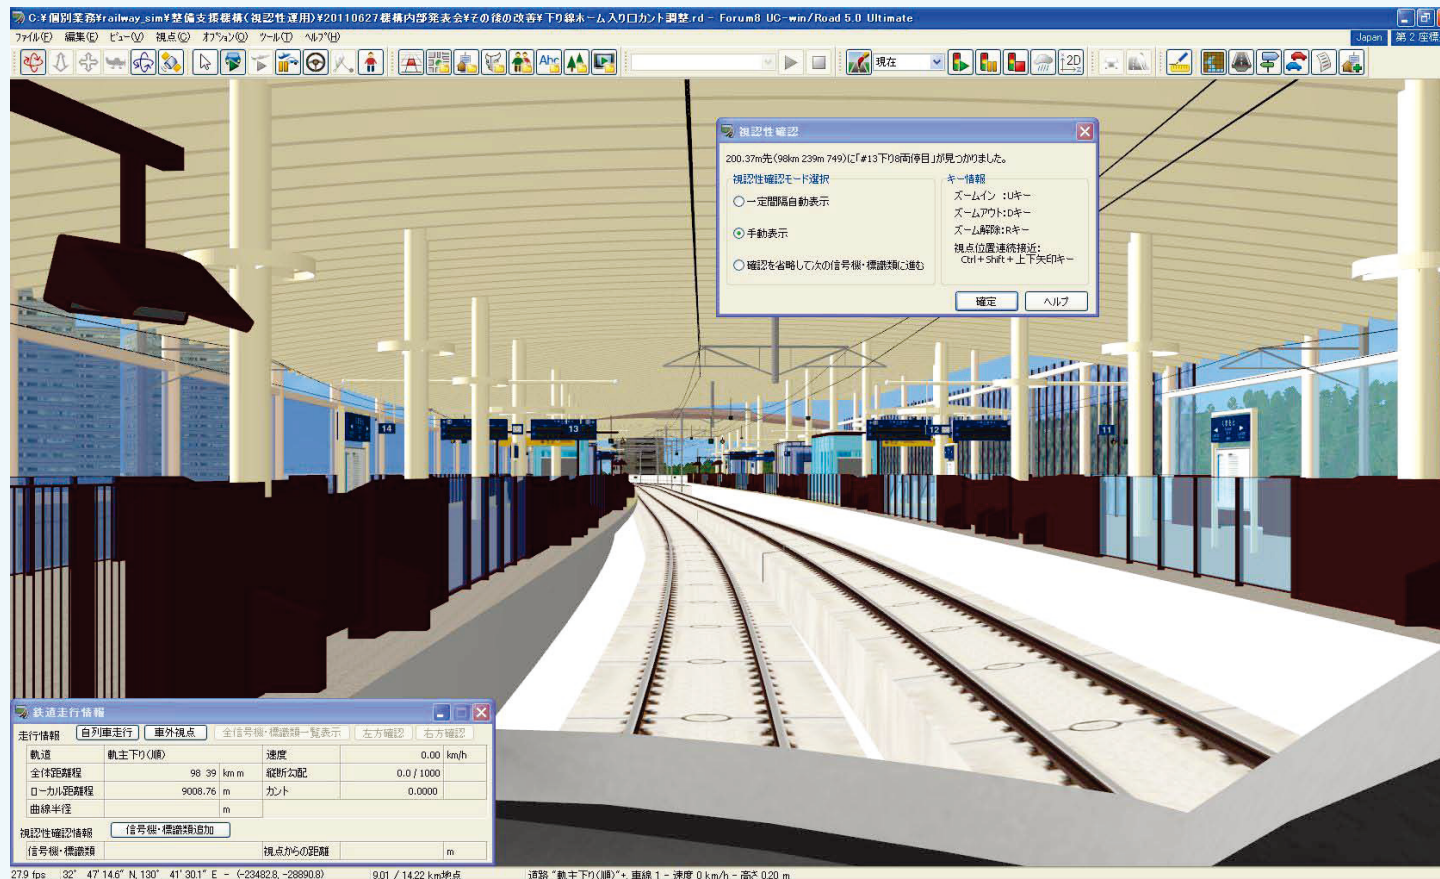 C:¥個別業務¥railway_sim¥整備支援機構(視認性運用)¥20110627機構内部発表会¥その後の改善¥下り線ホーム入り口カント調整.rd - Forum8 UC-win/Road 5.0 Ultimate
ファイル(F) 編集(E) ビュー(V) 視点(C) オプション(O) ツール(T) ヘルプ(H)
Japan 第 2 座標
Abc 現在 2D
視認性確認
200.37m先(98km 239m 749)に「#13下り8両停目」が見つかりました。
視認性確認モード選択
一定間隔自動表示
手動表示
確認を省略して次の信号機・標識類に進む
キー情報
ズームイン :Uキー
ズームアウト:Dキー
ズーム解除:Rキー
視点位置連続接近:
Ctrl+Shift+上下矢印キー
確定 ヘルプ
14 13 12 11
鉄道走行情報
走行情報 自列車走行 車外視点 全信号機・標識類一覧表示 左方確認 右方確認
軌道 軌主下り(順) 速度 0.00 km/h
全体距離程 98 39 km m 縦断勾配 0.0 / 1000
ローカル距離程 9008.76 m カント 0.0000
曲線半径 m
視認性確認情報 信号機・標識類追加
信号機・標識類 視点からの距離 m
27.9 fps 32° 47' 14.6" N, 130° 41' 30.1" E - (-23482.8, -28890.8) 9.01 / 14.22 km地点 道路 "軌主下り(順)"+, 車線 1 - 速度 0 km/h - 高さ 0.20 m